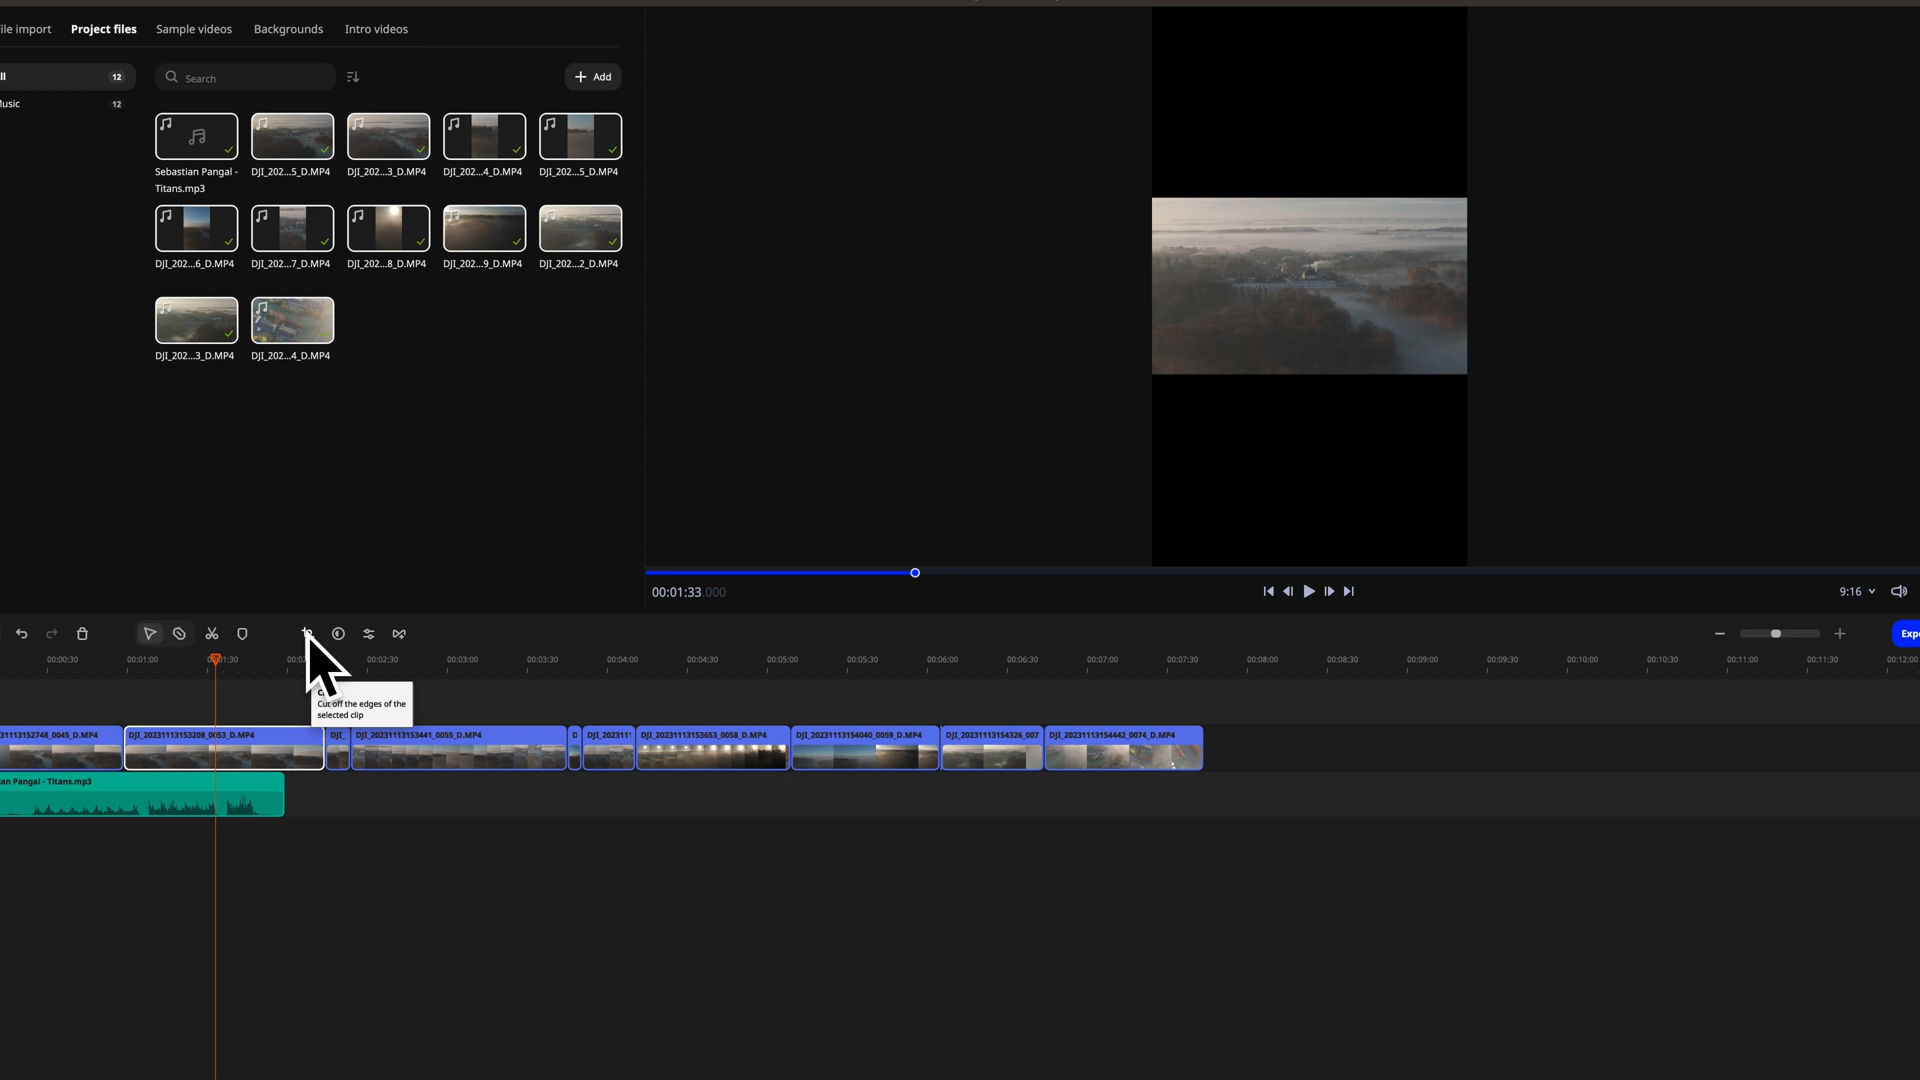 ile import Project files Sample videos Backgrounds Intro videos
ll 12
Search
Add
Music 12
Sebastian Pangal -
Titans.mp3
DJI_202...5_D.MP4
DJI_202...3_D.MP4
DJI_202...4_D.MP4
DJI_202...5_D.MP4
DJI_202...6_D.MP4
DJI_202...7_D.MP4
DJI_202...8_D.MP4
DJI_202...9_D.MP4
DJI_202...2_D.MP4
DJI_202...3_D.MP4
DJI_202...4_D.MP4
00:01:33.000
9:16
Expo
00:00:30 00:01:00 00:02:30 00:03:00 00:03:30 00:04:00 00:04:30 00:05:00 00:05:30 00:06:00 00:06:30 00:07:00 00:07:30 00:08:00 00:08:30 00:09:00 00:09:30 00:10:00 00:10:30 00:11:00 00:11:30 00:12:00
Cut off the edges of the
selected clip
31113152748_0045_D.MP4
DJI_20231113153208_0053_D.MP4
DJI_
DJI_20231113153441_0055_D.MP4
D
DJI_202311
DJI_20231113153653_0058_D.MP4
DJI_20231113154040_0059_D.MP4
DJI_20231113154326_007
DJI_20231113154442_0074_D.MP4
an Pangal - Titans.mp3